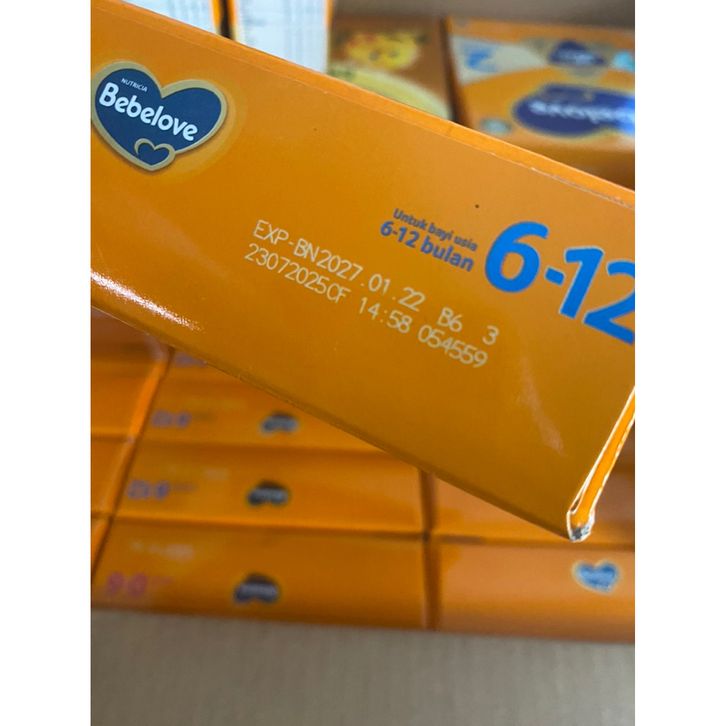 NUTRICIA
Bebelove
Untuk bayi usia
6-12 bulan
6-12
EXP-BN2027.01.22 B6 3
23072025CF 14:58 054559